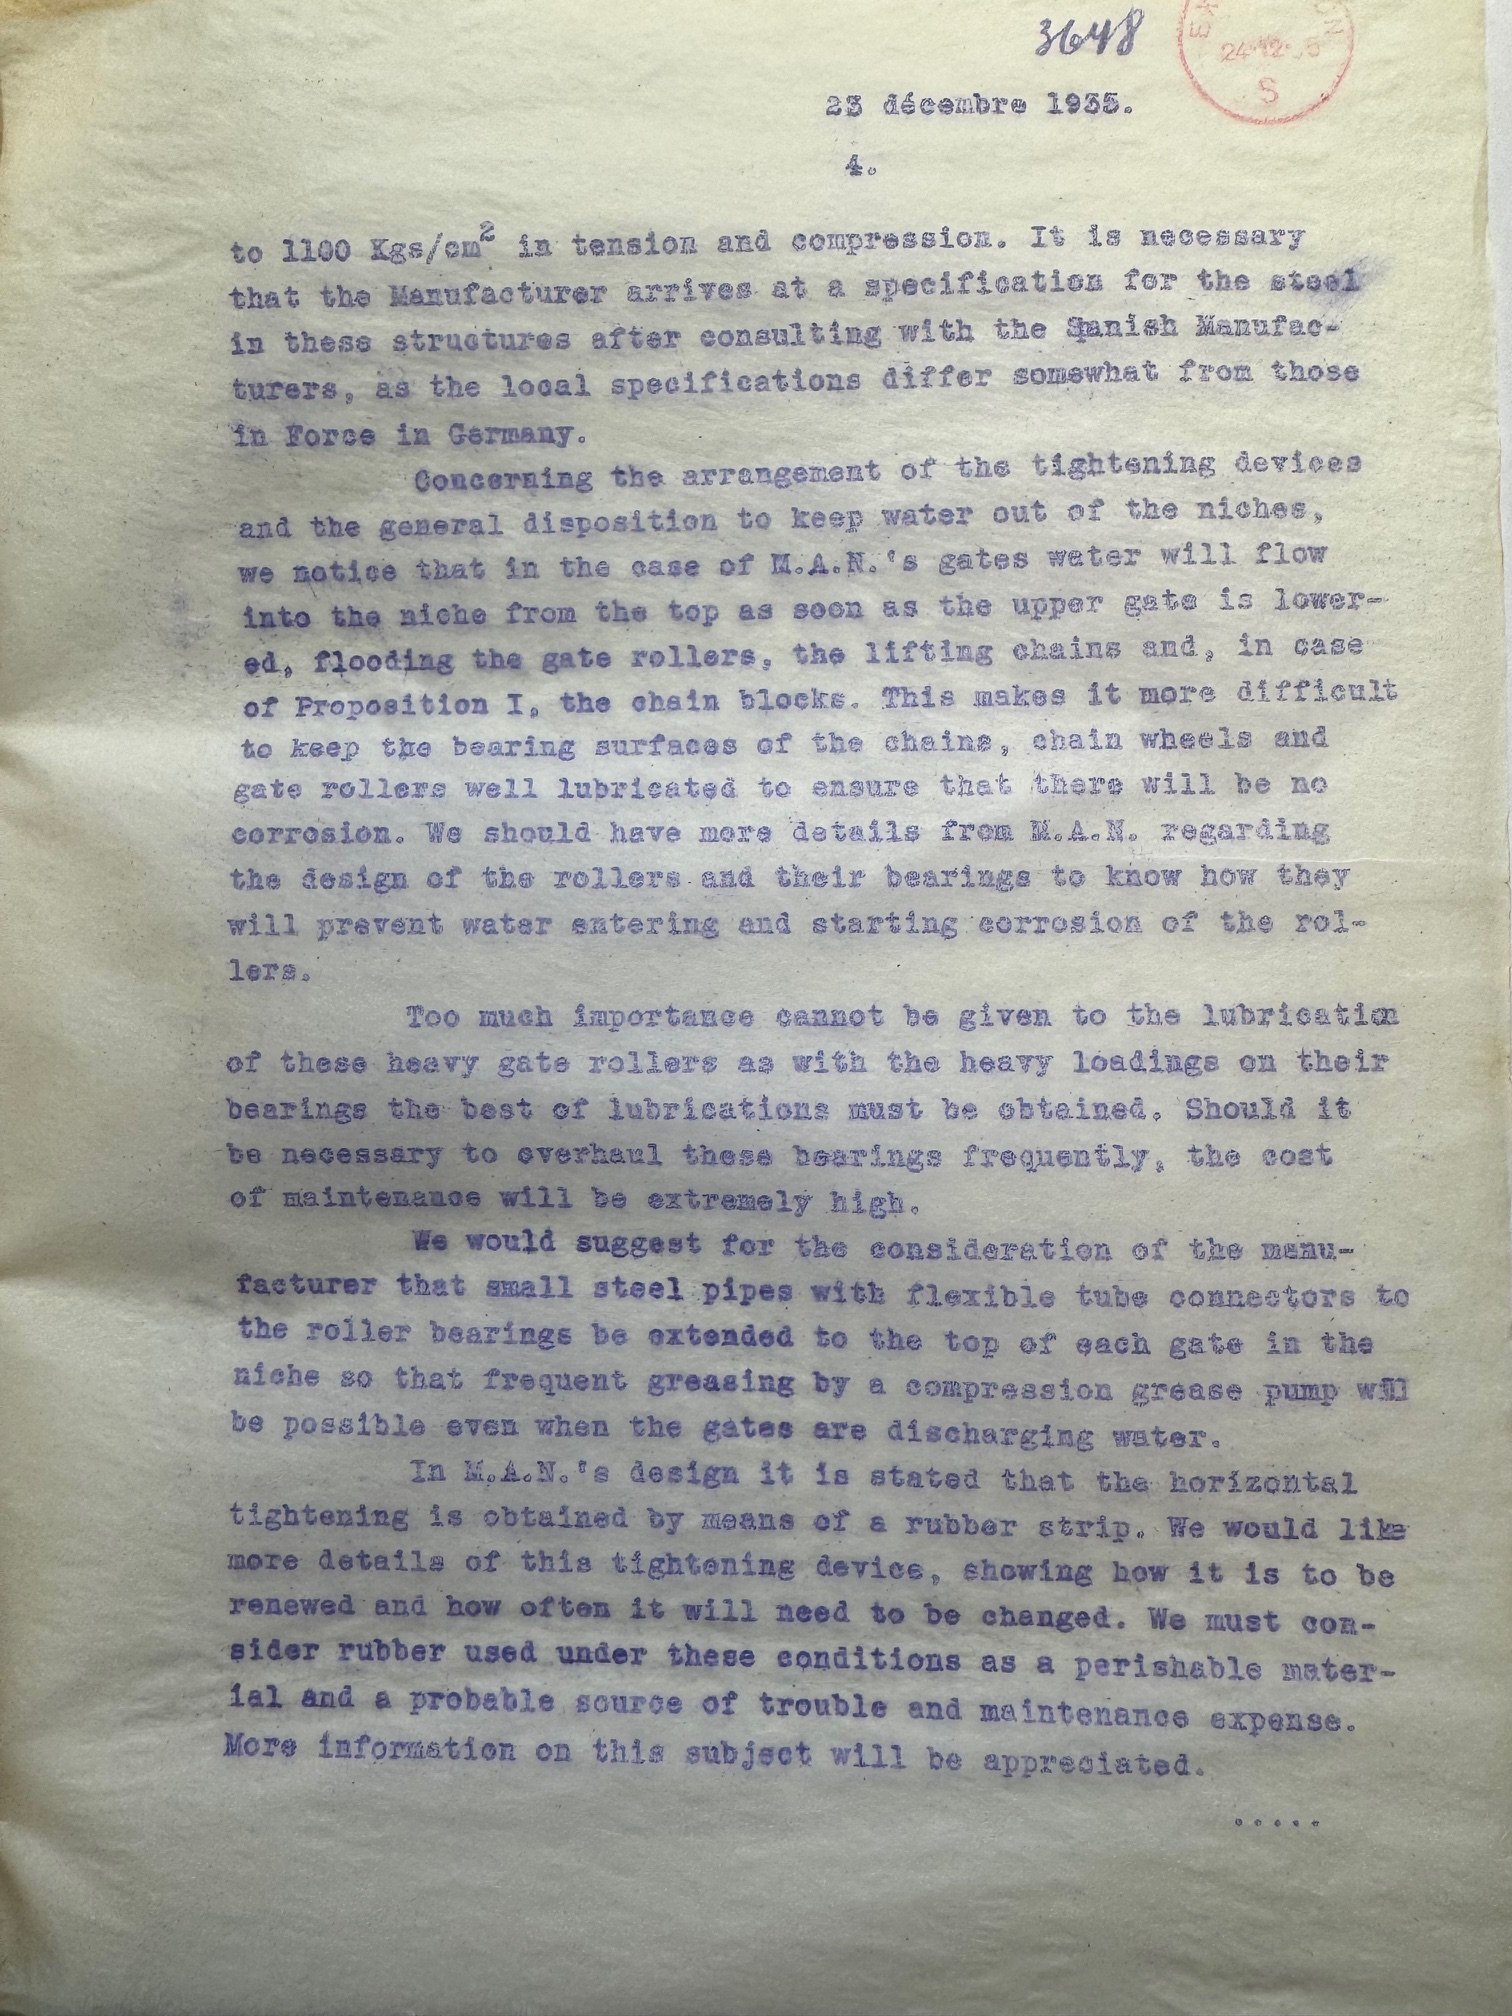 3648
24·12·35
S
23 décembre 1935.
4.
to 1100 Kgs/cm² in tension and compression. It is necessary
that the Manufacturer arrives at a specification for the steel
in these structures after consulting with the Spanish Manufac-
turers, as the local specifications differ somewhat from those
in Force in Germany.
Concerning the arrangement of the tightening devices
and the general disposition to keep water out of the niches,
we notice that in the case of M.A.N.'s gates water will flow
into the niche from the top as soon as the upper gate is lower-
ed, flooding the gate rollers, the lifting chains and, in case
of Proposition I, the chain blocks. This makes it more difficult
to keep the bearing surfaces of the chains, chain wheels and
gate rollers well lubricated to ensure that there will be no
corrosion. We should have more details from M.A.N. regarding
the design of the rollers and their bearings to know how they
will prevent water entering and starting corrosion of the rol-
lers.
Too much importance cannot be given to the lubrication
of these heavy gate rollers as with the heavy loadings on their
bearings the best of lubrications must be obtained. Should it
be necessary to overhaul these bearings frequently, the cost
of maintenance will be extremely high.
We would suggest for the consideration of the manu-
facturer that small steel pipes with flexible tube connectors to
the roller bearings be extended to the top of each gate in the
niche so that frequent greasing by a compression grease pump will
be possible even when the gates are discharging water.
In M.A.N.'s design it is stated that the horizontal
tightening is obtained by means of a rubber strip. We would like
more details of this tightening device, showing how it is to be
renewed and how often it will need to be changed. We must con-
sider rubber used under these conditions as a perishable mater-
ial and a probable source of trouble and maintenance expense.
More information on this subject will be appreciated.
.....